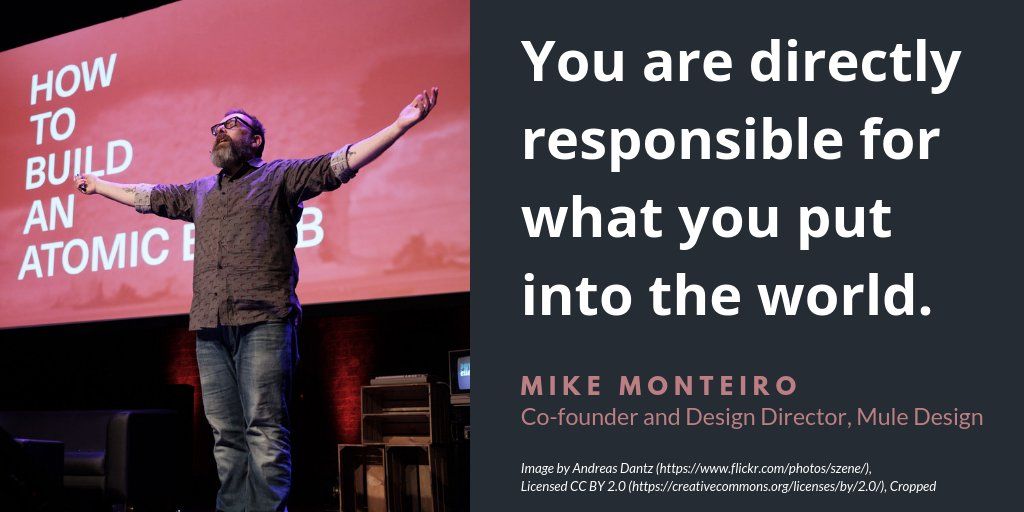 HOW
TO
BUILD
AN
ATOMIC B B
You are directly
responsible for
what you put
into the world.
MIKE MONTEIRO
Co-founder and Design Director, Mule Design
Image by Andreas Dantz (https://www.flickr.com/photos/szene/),
Licensed CC BY 2.0 (https://creativecommons.org/licenses/by/2.0/), Cropped